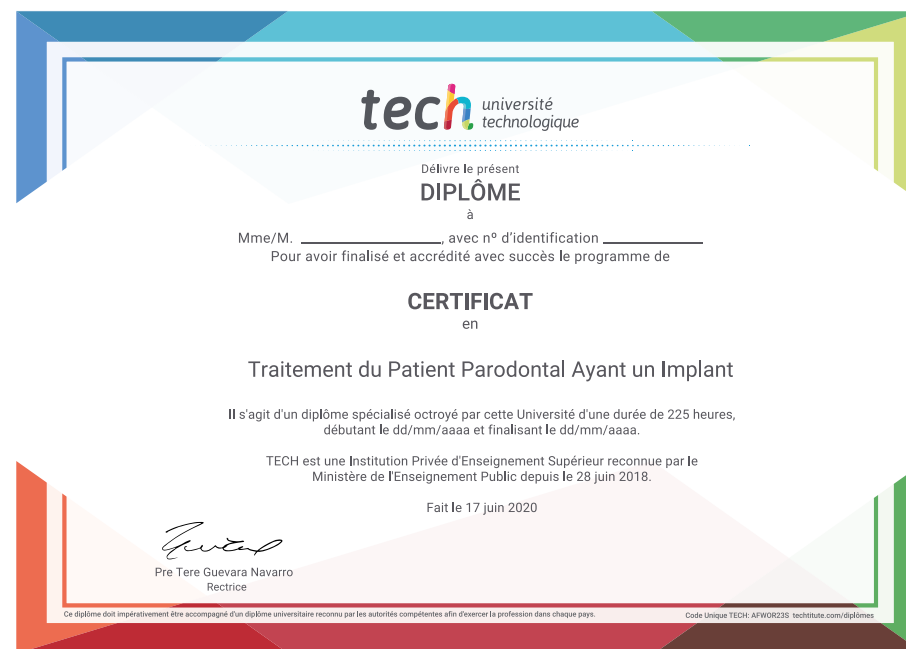 tech université
technologique
Délivre le présent
DIPLÔME
à
Mme/M. ____________________, avec nº d'identification ______________
Pour avoir finalisé et accrédité avec succès le programme de
CERTIFICAT
en
Traitement du Patient Parodontal Ayant un Implant
Il s'agit d'un diplôme spécialisé octroyé par cette Université d'une durée de 225 heures,
débutant le dd/mm/aaaa et finalisant le dd/mm/aaaa.
TECH est une Institution Privée d'Enseignement Supérieur reconnue par le
Ministère de l'Enseignement Public depuis le 28 juin 2018.
Fait le 17 juin 2020
Pre Tere Guevara Navarro
Rectrice
Ce diplôme doit impérativement être accompagné d'un diplôme universitaire reconnu par les autorités compétentes afin d'exercer la profession dans chaque pays.
Code Unique TECH: AFWOR23S techtitute.com/diplômes